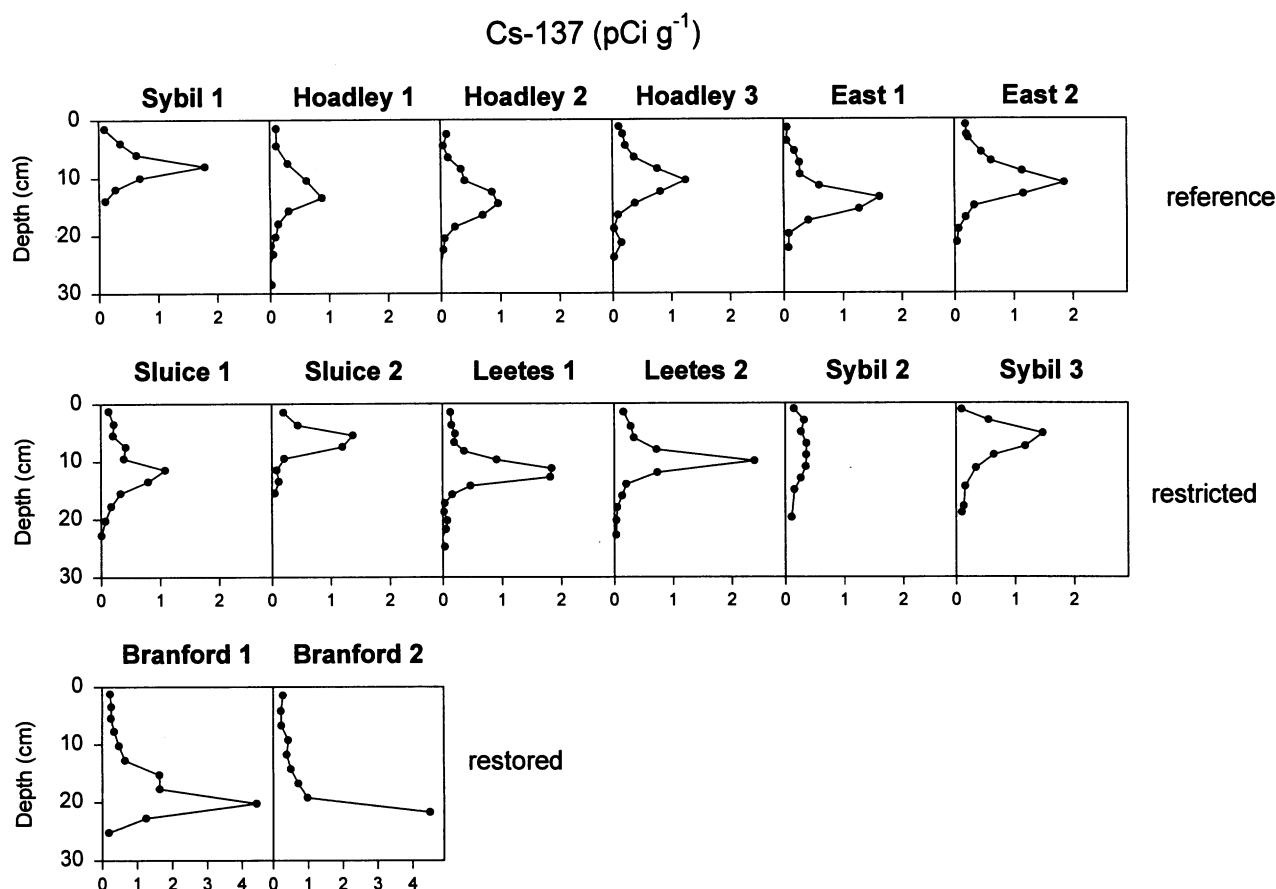 Cs-137 (pCi g-1)
Sybil 1 Hoadley 1 Hoadley 2 Hoadley 3 East 1 East 2
Depth (cm)
0
10
20
30
0 1 2 0 1 2 0 1 2 0 1 2 0 1 2 0 1 2
reference
Sluice 1 Sluice 2 Leetes 1 Leetes 2 Sybil 2 Sybil 3
Depth (cm)
0
10
20
30
0 1 2 0 1 2 0 1 2 0 1 2 0 1 2 0 1 2
restricted
Branford 1 Branford 2
Depth (cm)
0
10
20
30
0 1 2 3 4 0 1 2 3 4
restored